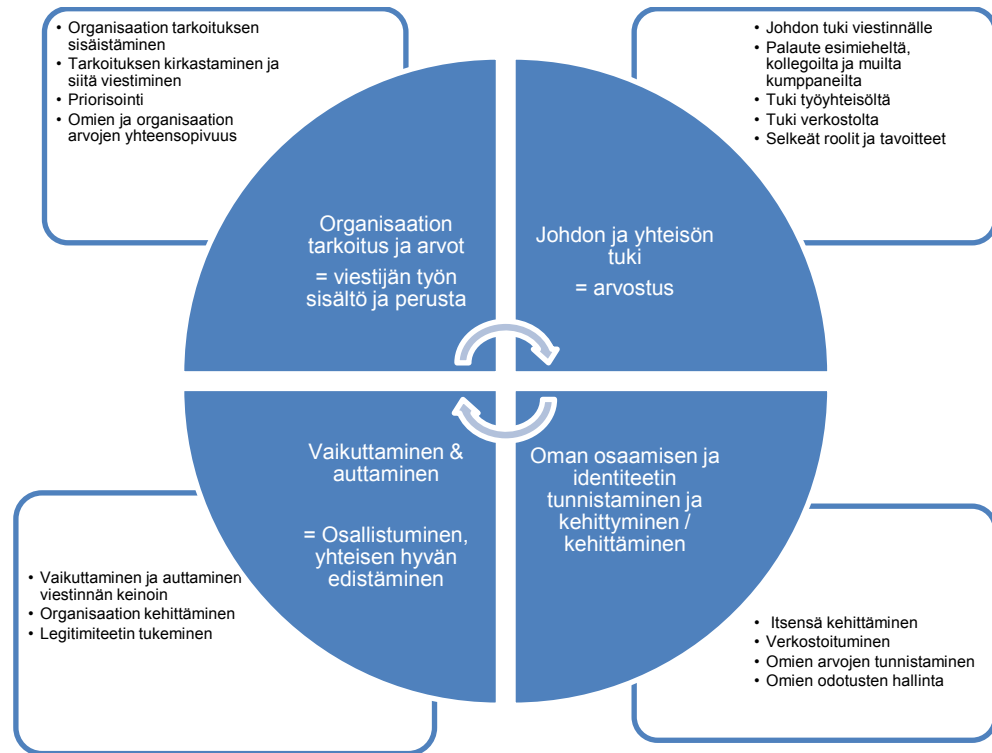 • Organisaation tarkoituksen
sisäistäminen
• Tarkoituksen kirkastaminen ja
siitä viestiminen
• Priorisointi
• Omien ja organisaation
arvojen yhteensopivuus
• Johdon tuki viestinnälle
• Palaute esimieheltä,
kollegoilta ja muilta
kumppaneilta
• Tuki työyhteisöltä
• Tuki verkostolta
• Selkeät roolit ja tavoitteet
Organisaation
tarkoitus ja arvot
= viestijän työn
sisältö ja perusta
Johdon ja yhteisön
tuki
= arvostus
Vaikuttaminen &
auttaminen
= Osallistuminen,
yhteisen hyvän
edistäminen
Oman osaamisen ja
identiteetin
tunnistaminen ja
kehittyminen /
kehittäminen
• Vaikuttaminen ja auttaminen
viestinnän keinoin
• Organisaation kehittäminen
• Legitimiteetin tukeminen
• Itsensä kehittäminen
• Verkostoituminen
• Omien arvojen tunnistaminen
• Omien odotusten hallinta